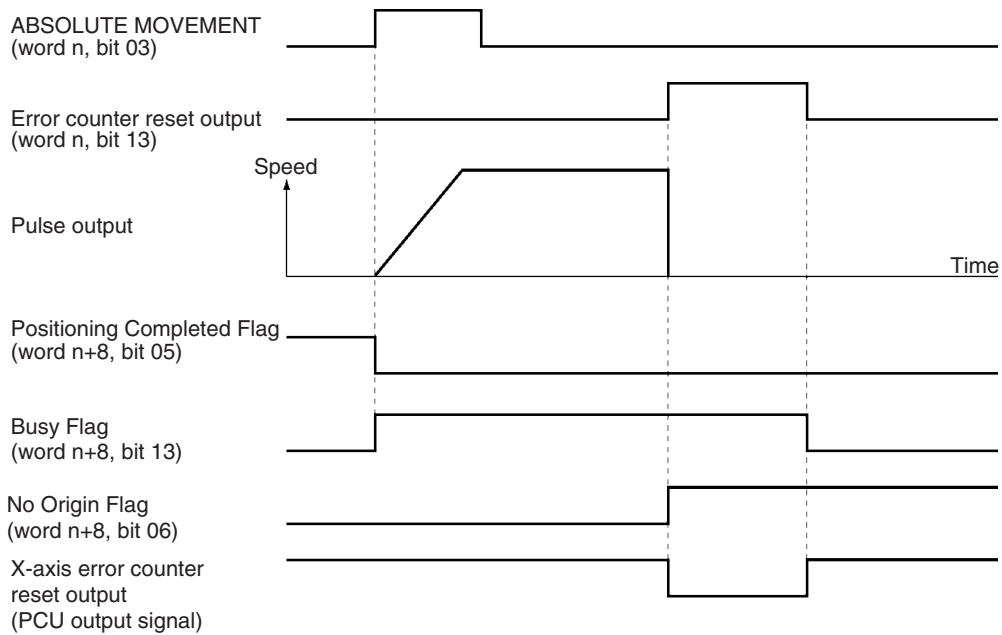 ABSOLUTE MOVEMENT
(word n, bit 03)
Error counter reset output
(word n, bit 13)
Speed
Pulse output
Time
Positioning Completed Flag
(word n+8, bit 05)
Busy Flag
(word n+8, bit 13)
No Origin Flag
(word n+8, bit 06)
X-axis error counter
reset output
(PCU output signal)